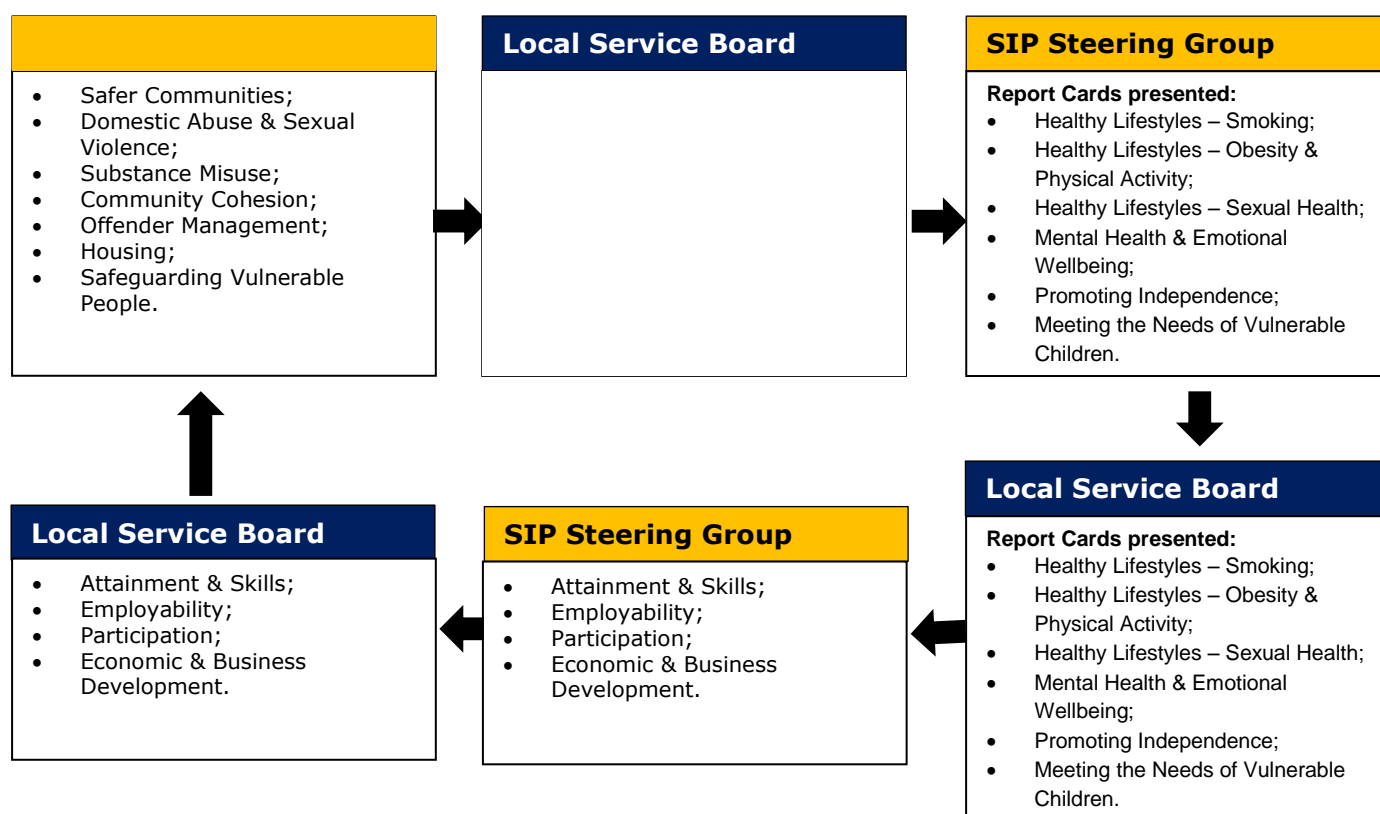 • Safer Communities;
• Domestic Abuse & Sexual
Violence;
• Substance Misuse;
• Community Cohesion;
• Offender Management;
• Housing;
• Safeguarding Vulnerable
People.
Local Service Board
SIP Steering Group
Report Cards presented:
• Healthy Lifestyles – Smoking;
• Healthy Lifestyles – Obesity &
Physical Activity;
• Healthy Lifestyles – Sexual Health;
• Mental Health & Emotional
Wellbeing;
• Promoting Independence;
• Meeting the Needs of Vulnerable
Children.
Local Service Board
Report Cards presented:
• Healthy Lifestyles – Smoking;
• Healthy Lifestyles – Obesity &
Physical Activity;
• Healthy Lifestyles – Sexual Health;
• Mental Health & Emotional
Wellbeing;
• Promoting Independence;
• Meeting the Needs of Vulnerable
Children.
SIP Steering Group
• Attainment & Skills;
• Employability;
• Participation;
• Economic & Business
Development.
Local Service Board
• Attainment & Skills;
• Employability;
• Participation;
• Economic & Business
Development.